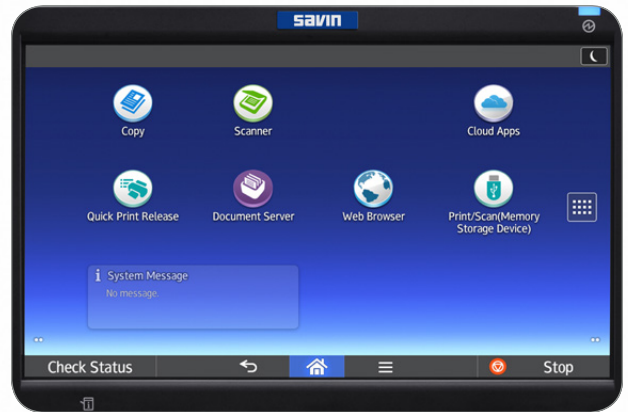 savin
Copy
Scanner
Cloud Apps
Quick Print Release
Document Server
Web Browser
Print/Scan(Memory
Storage Device)
i System Message
No message.
Check Status
Stop